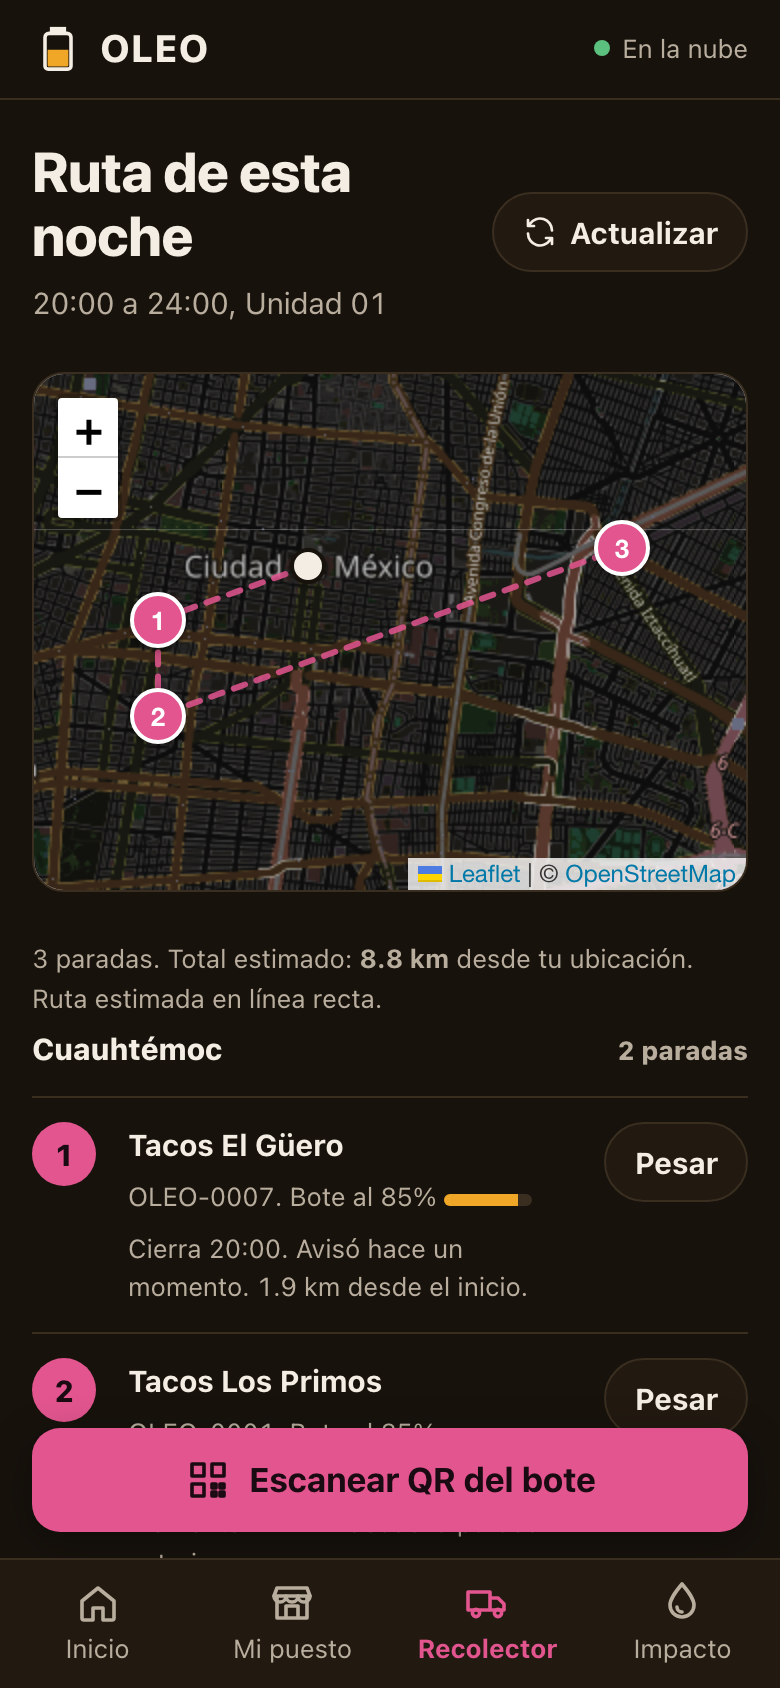 OLEO
En la nube
Ruta de esta
noche
Actualizar
20:00 a 24:00, Unidad 01
+
−
Avenida Congreso de la Unión
Ciudad
México
3
1
2
Iztaccíhuatl
6
6 C
Leaflet | © OpenStreetMap
3 paradas. Total estimado: 8.8 km desde tu ubicación.
Ruta estimada en línea recta.
Cuauhtémoc
2 paradas
1
Tacos El Güero
Pesar
OLEO-0007. Bote al 85%
Cierra 20:00. Avisó hace un
momento. 1.9 km desde el inicio.
2
Tacos Los Primos
Pesar
Escanear QR del bote
Inicio
Mi puesto
Recolector
Impacto